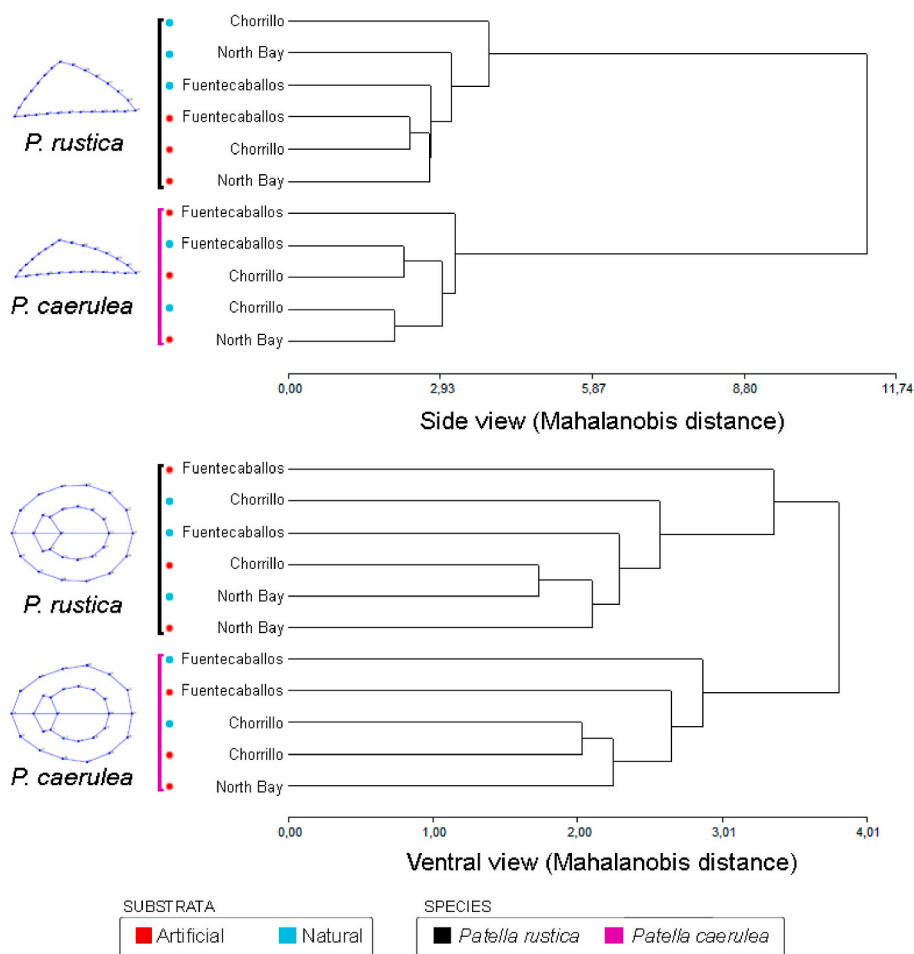 Chorrillo
North Bay
Fuentecaballos
Fuentecaballos
Chorrillo
North Bay
P. rustica
Fuentecaballos
Fuentecaballos
Chorrillo
Chorrillo
North Bay
P. caerulea
0,00 2,93 5,87 8,80 11,74
Side view (Mahalanobis distance)
Fuentecaballos
Chorrillo
Fuentecaballos
Chorrillo
North Bay
North Bay
P. rustica
Fuentecaballos
Fuentecaballos
Chorrillo
Chorrillo
North Bay
P. caerulea
0,00 1,00 2,00 3,01 4,01
Ventral view (Mahalanobis distance)
SUBSTRATA
Artificial Natural
SPECIES
Patella rustica Patella caerulea